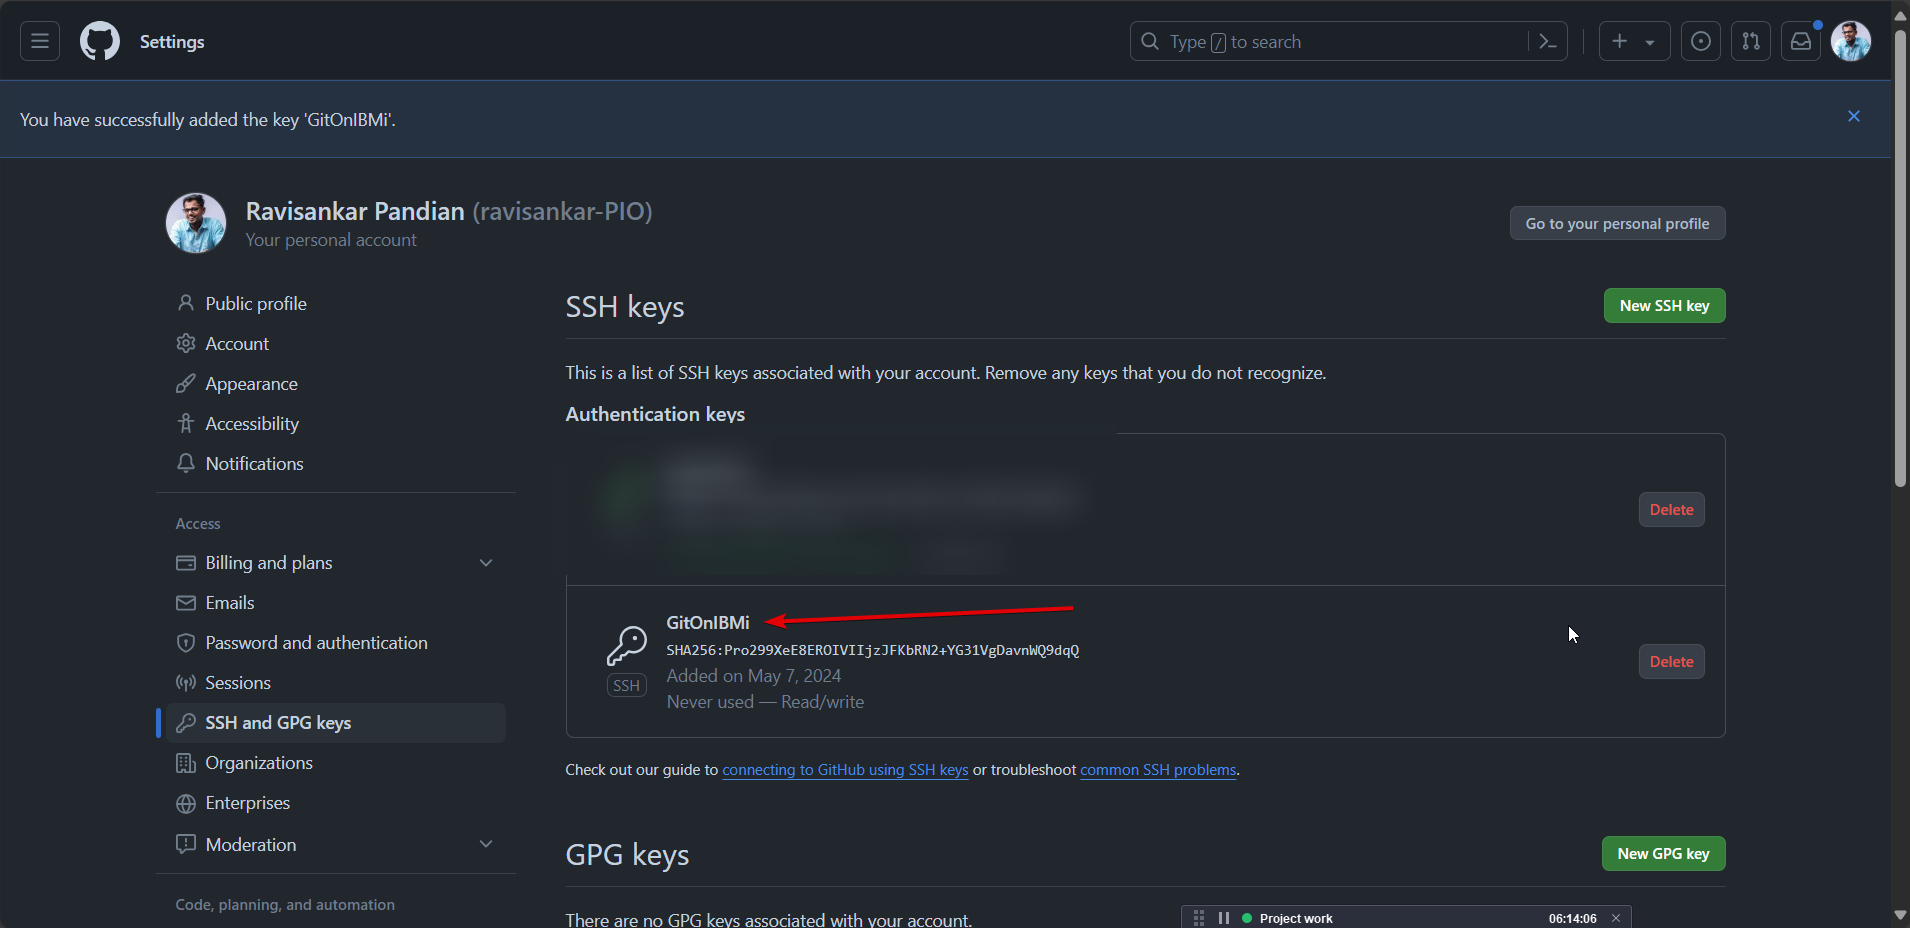 Settings
Type / to search
You have successfully added the key 'GitOnIBMi'.
Ravisankar Pandian (ravisankar-PIO)
Your personal account
Go to your personal profile
Public profile
Account
Appearance
Accessibility
Notifications
Access
Billing and plans
Emails
Password and authentication
Sessions
SSH and GPG keys
Organizations
Enterprises
Moderation
Code, planning, and automation
SSH keys
New SSH key
This is a list of SSH keys associated with your account. Remove any keys that you do not recognize.
Authentication keys
Delete
GitOnIBMi
SHA256:Pro299XeE8EROIVIIjzJFKbRN2+YG31VgDavnWQ9dqQ
SSH
Added on May 7, 2024
Never used — Read/write
Delete
Check out our guide to connecting to GitHub using SSH keys or troubleshoot common SSH problems.
GPG keys
New GPG key
There are no GPG keys associated with your account.
Project work
06:14:06